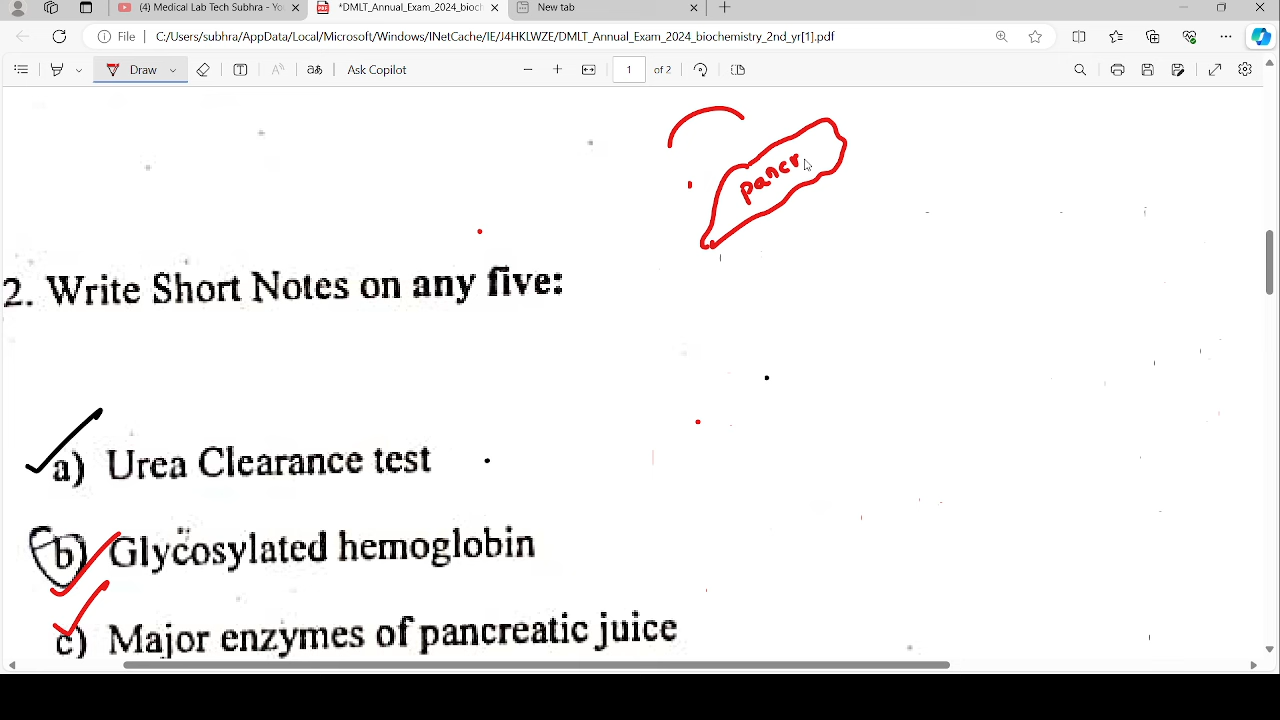 (4) Medical Lab Tech Subhra - Yo
*DMLT_Annual_Exam_2024_bioch
New tab
File C:/Users/subhra/AppData/Local/Microsoft/Windows/INetCache/IE/J4HKLWZE/DMLT_Annual_Exam_2024_biochemistry_2nd_yr[1].pdf
Draw
Ask Copilot
1 of 2
pancr
2. Write Short Notes on any five:
a) Urea Clearance test
b) Glycosylated hemoglobin
c) Major enzymes of pancreatic juice